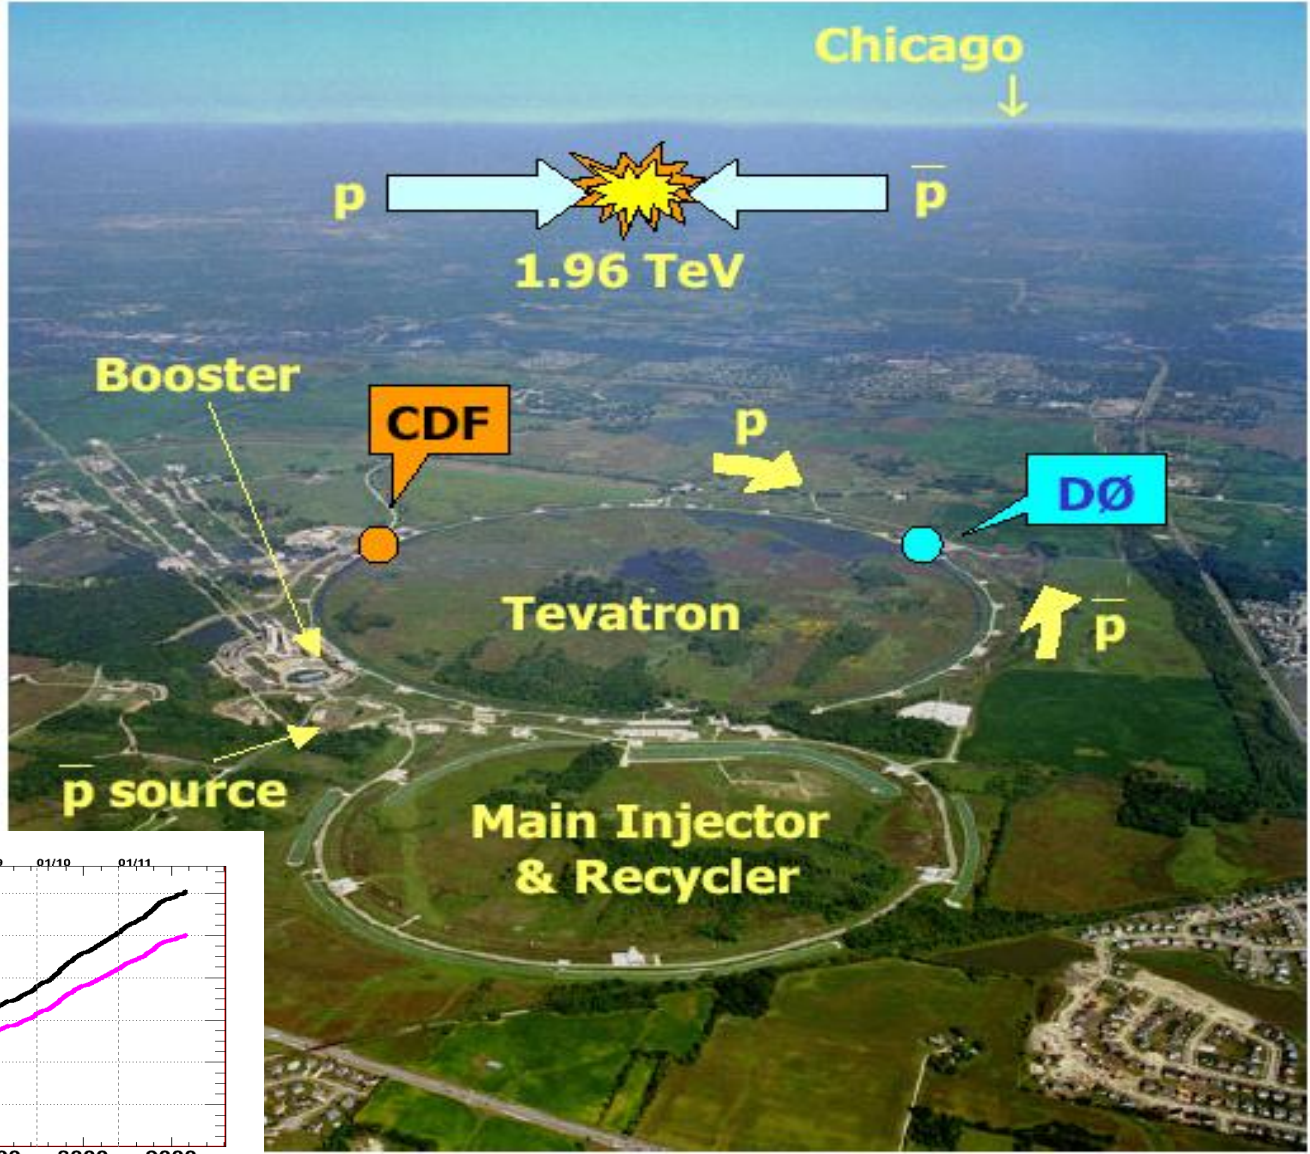 Chicago
↓
p p̅
1.96 TeV
Booster
CDF
p
DØ
Tevatron
p̅
p̅ source
Main Injector
& Recycler
01/10 01/11